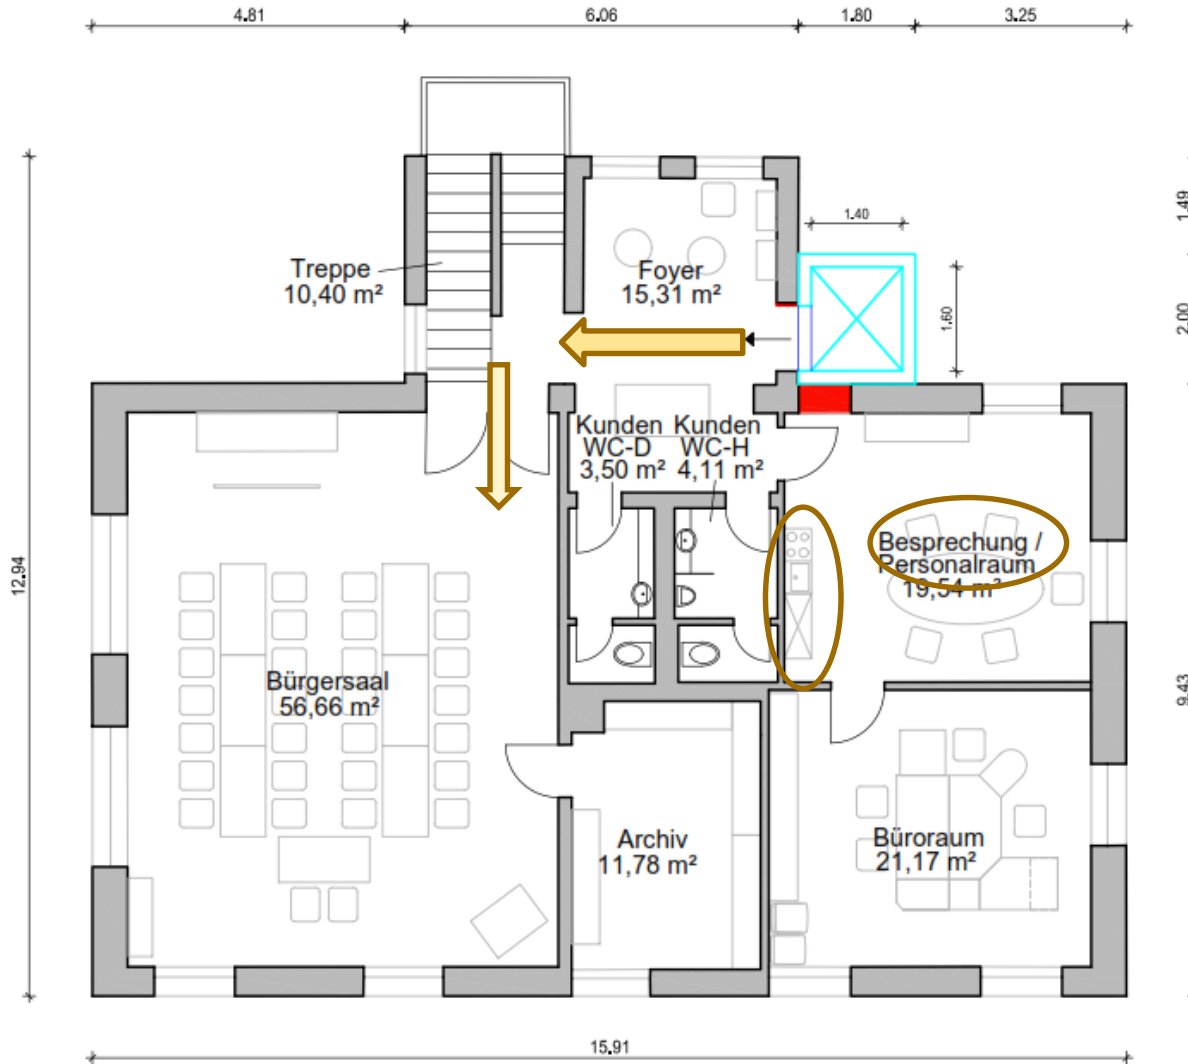 4.81
6.06
1.80
3.25
1.49
1.40
Treppe
10,40 m²
Foyer
15,31 m²
1.60
2.00
Kunden
WC-D
3,50 m²
Kunden
WC-H
4,11 m²
Besprechung /
Personalraum
19,54 m²
12.94
Bürgersaal
56,66 m²
9.43
Archiv
11,78 m²
Büroraum
21,17 m²
15.91